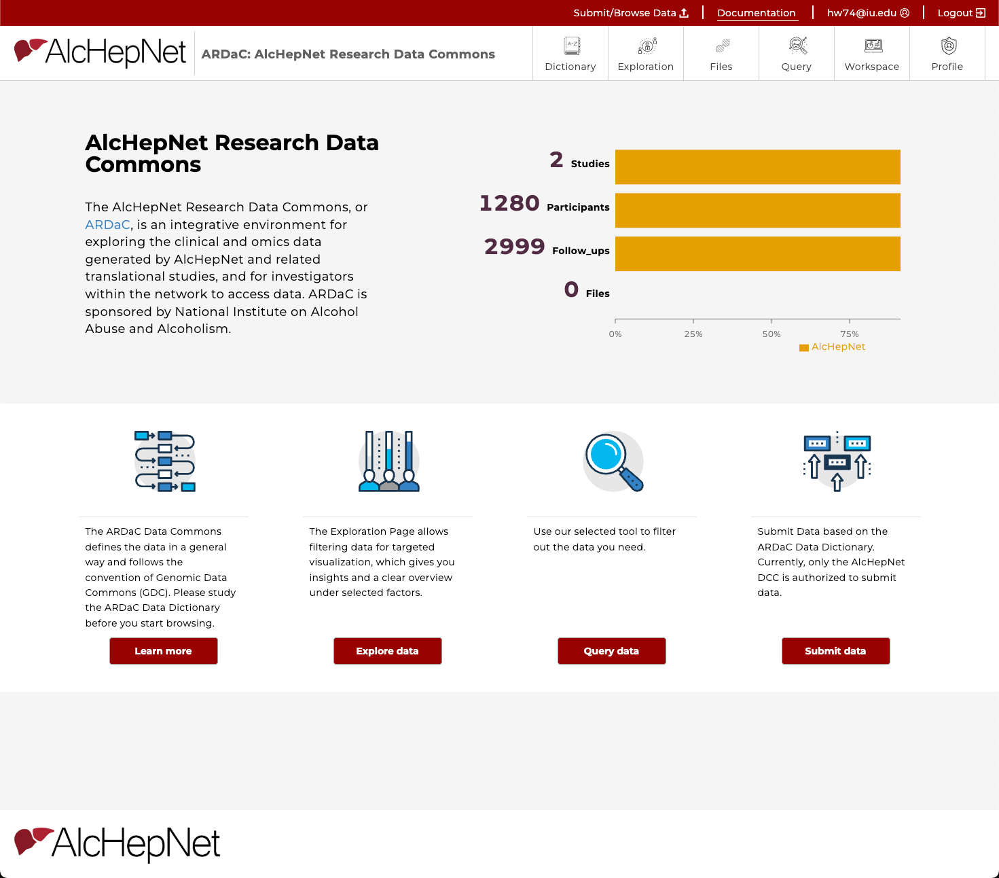 Submit/Browse Data
Documentation
hw74@iu.edu
Logout
AlcHepNet
ARDaC: AlcHepNet Research Data Commons
A-Z
Dictionary
Exploration
Files
Query
Workspace
Profile
AlcHepNet Research Data
Commons
The AlcHepNet Research Data Commons, or
ARDaC, is an integrative environment for
exploring the clinical and omics data
generated by AlcHepNet and related
translational studies, and for investigators
within the network to access data. ARDaC is
sponsored by National Institute on Alcohol
Abuse and Alcoholism.
2 Studies
1280 Participants
2999 Follow_ups
0 Files
0% 25% 50% 75%
AlcHepNet
The ARDaC Data Commons
defines the data in a general
way and follows the
convention of Genomic Data
Commons (GDC). Please study
the ARDaC Data Dictionary
before you start browsing.
Learn more
The Exploration Page allows
filtering data for targeted
visualization, which gives you
insights and a clear overview
under selected factors.
Explore data
Use our selected tool to filter
out the data you need.
Query data
Submit Data based on the
ARDaC Data Dictionary.
Currently, only the AlcHepNet
DCC is authorized to submit
data.
Submit data
AlcHepNet